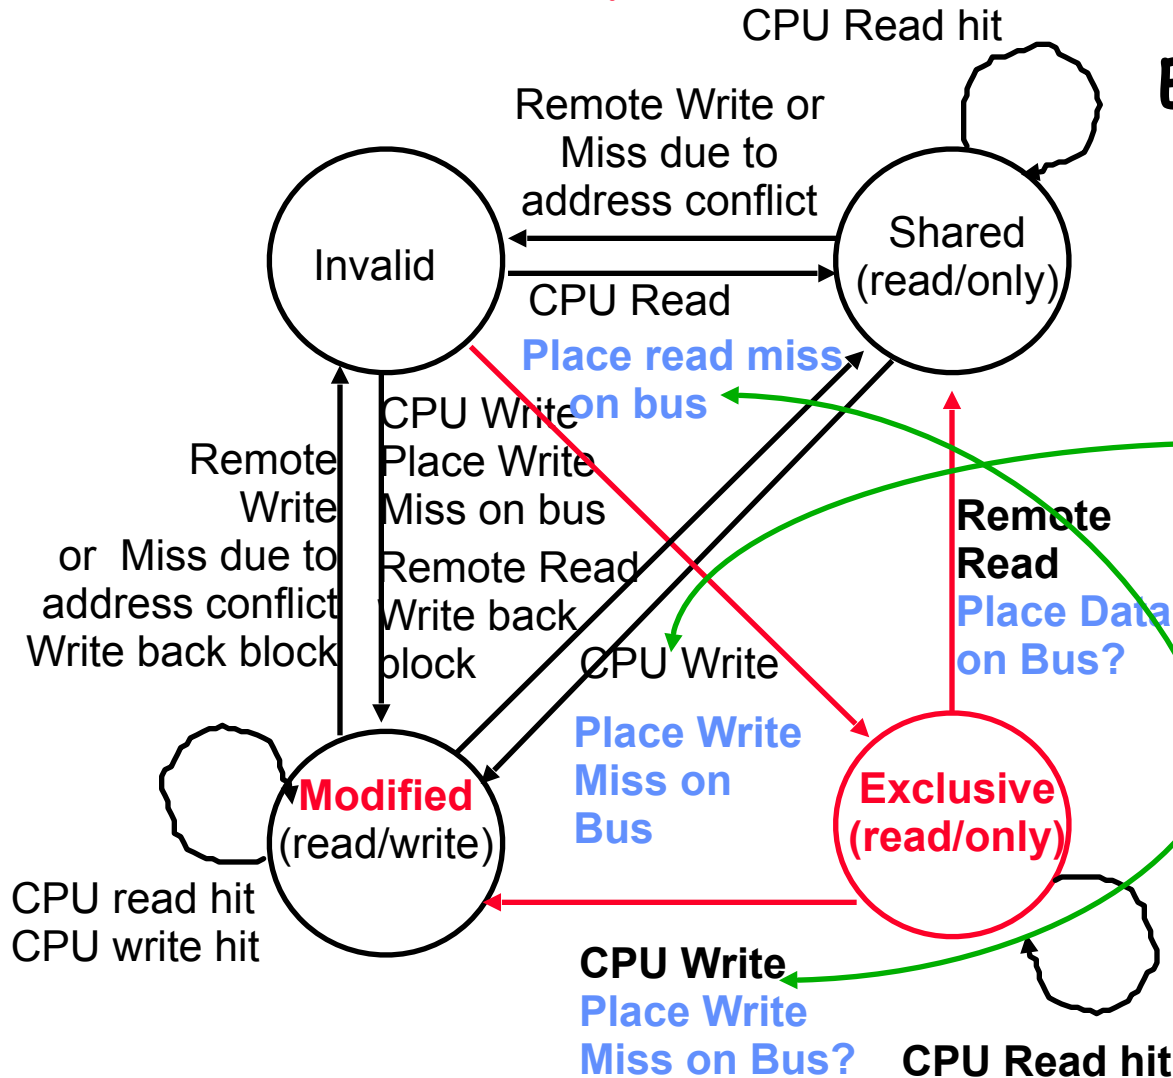 CPU Read hit
Remote Write or
Miss due to
address conflict
Invalid
Shared
(read/only)
CPU Read
Place read miss
on bus
CPU Write
Place Write
Miss on bus
Remote
Write
or Miss due to
address conflict
Write back block
Remote Read
Write back
block
CPU Write
Place Write
Miss on
Bus
Remote
Read
Place Data
on Bus?
Modified
(read/write)
Exclusive
(read/only)
CPU read hit
CPU write hit
CPU Write
Place Write
Miss on Bus?
CPU Read hit